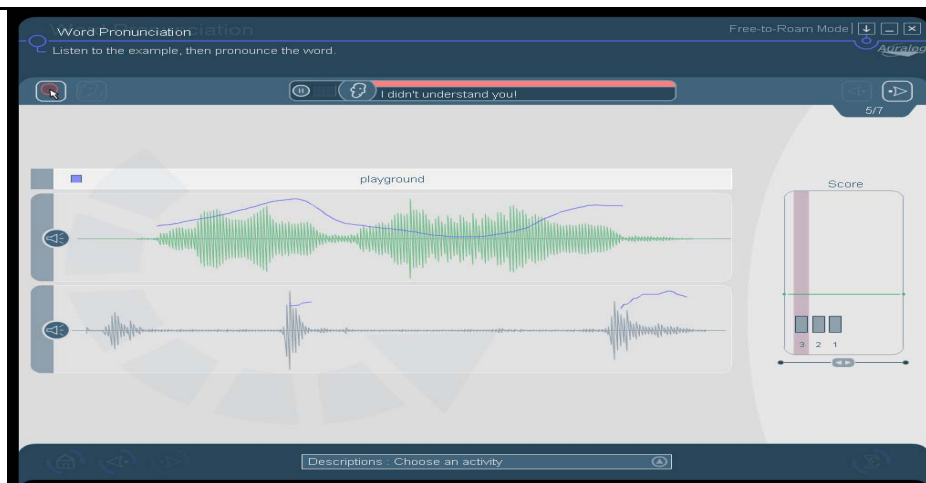 Word Pronunciation
Free-to-Roam Mode
Listen to the example, then pronounce the word.
Auralog
I didn't understand you!
5/7
playground
Score
3 2 1
Descriptions : Choose an activity